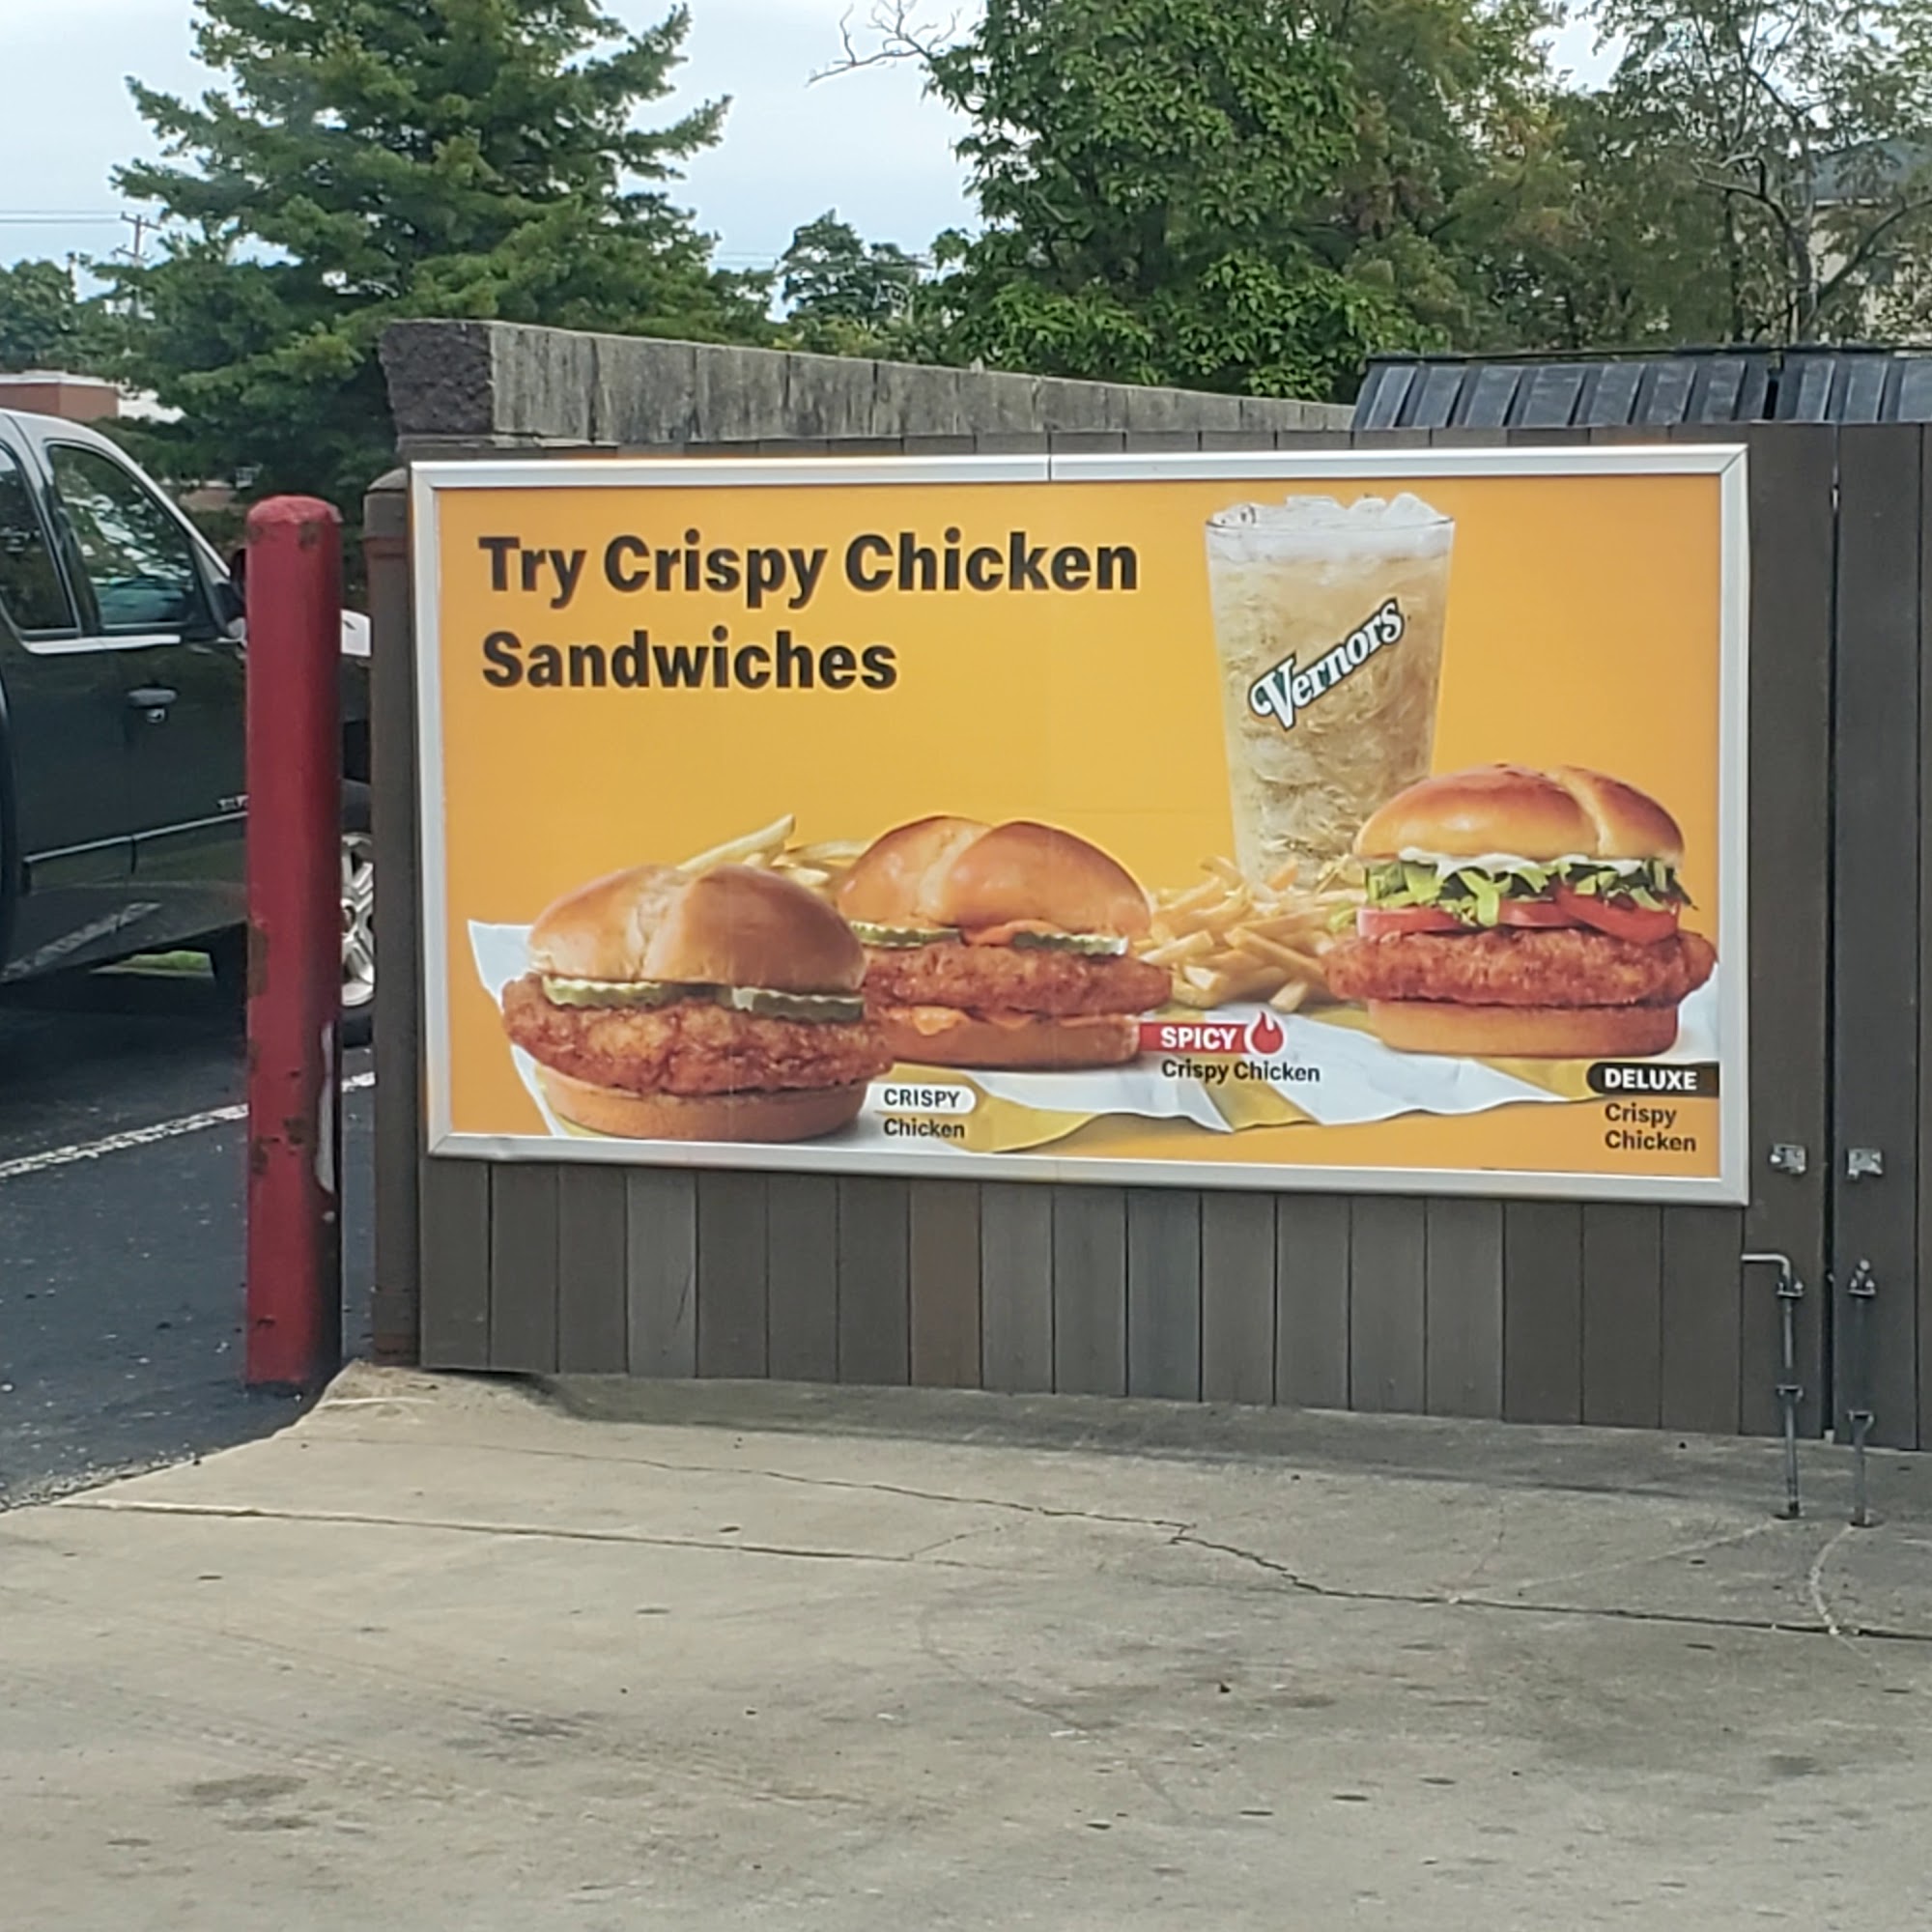 Try Crispy Chicken
Sandwiches
Vernors
SPICY
Crispy Chicken
CRISPY
Chicken
DELUXE
Crispy
Chicken